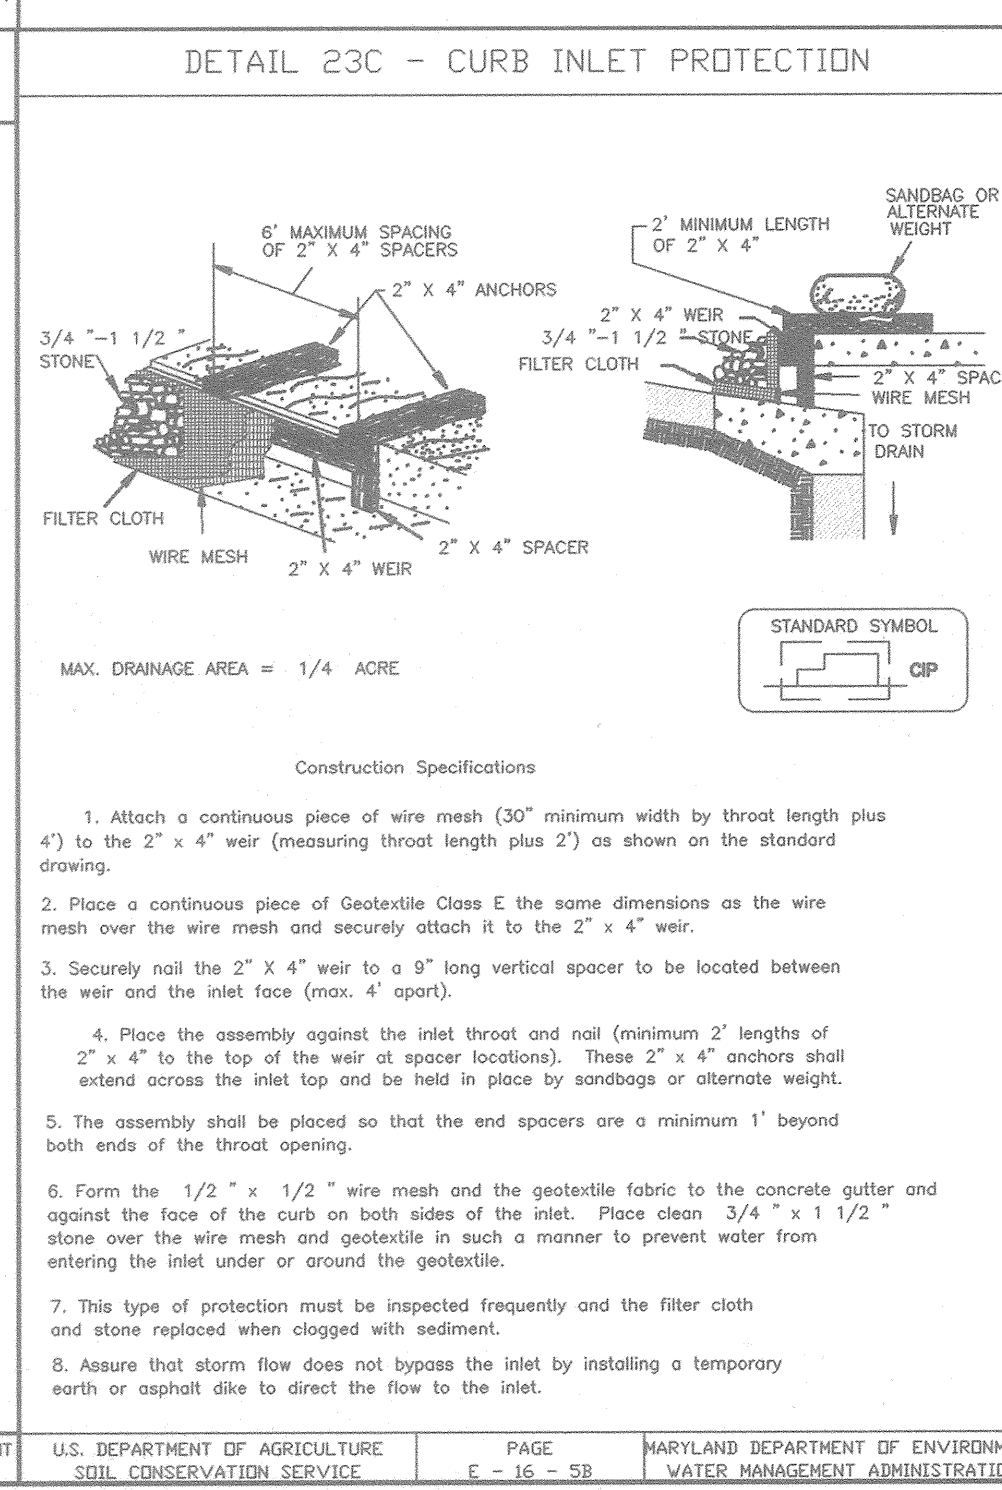 DETAIL 23C - CURB INLET PROTECTION
6' MAXIMUM SPACING
OF 2" X 4" SPACERS
2" X 4" ANCHORS
3/4 "-1 1/2 "
STONE
FILTER CLOTH
WIRE MESH
2" X 4" WEIR
2" X 4" SPACER
SANDBAG OR
ALTERNATE
WEIGHT
2' MINIMUM LENGTH
OF 2" X 4"
2" X 4" WEIR
3/4 "-1 1/2 "STONE
FILTER CLOTH
2" X 4" SPAC
WIRE MESH
TO STORM
DRAIN
MAX. DRAINAGE AREA = 1/4 ACRE
STANDARD SYMBOL
CIP
Construction Specifications
1. Attach a continuous piece of wire mesh (30" minimum width by throat length plus
4') to the 2" x 4" weir (measuring throat length plus 2') as shown on the standard
drawing.
2. Place a continuous piece of Geotextile Class E the same dimensions as the wire
mesh over the wire mesh and securely attach it to the 2" x 4" weir.
3. Securely nail the 2" X 4" weir to a 9" long vertical spacer to be located between
the weir and the inlet face (max. 4' apart).
4. Place the assembly against the inlet throat and nail (minimum 2' lengths of
2" x 4" to the top of the weir at spacer locations). These 2" x 4" anchors shall
extend across the inlet top and be held in place by sandbags or alternate weight.
5. The assembly shall be placed so that the end spacers are a minimum 1' beyond
both ends of the throat opening.
6. Form the 1/2 " x 1/2 " wire mesh and the geotextile fabric to the concrete gutter and
against the face of the curb on both sides of the inlet. Place clean 3/4 " x 1 1/2 "
stone over the wire mesh and geotextile in such a manner to prevent water from
entering the inlet under or around the geotextile.
7. This type of protection must be inspected frequently and the filter cloth
and stone replaced when clogged with sediment.
8. Assure that storm flow does not bypass the inlet by installing a temporary
earth or asphalt dike to direct the flow to the inlet.
NT
U.S. DEPARTMENT OF AGRICULTURE
SOIL CONSERVATION SERVICE
PAGE
E - 16 - 5B
MARYLAND DEPARTMENT OF ENVIRONM
WATER MANAGEMENT ADMINISTRATIO